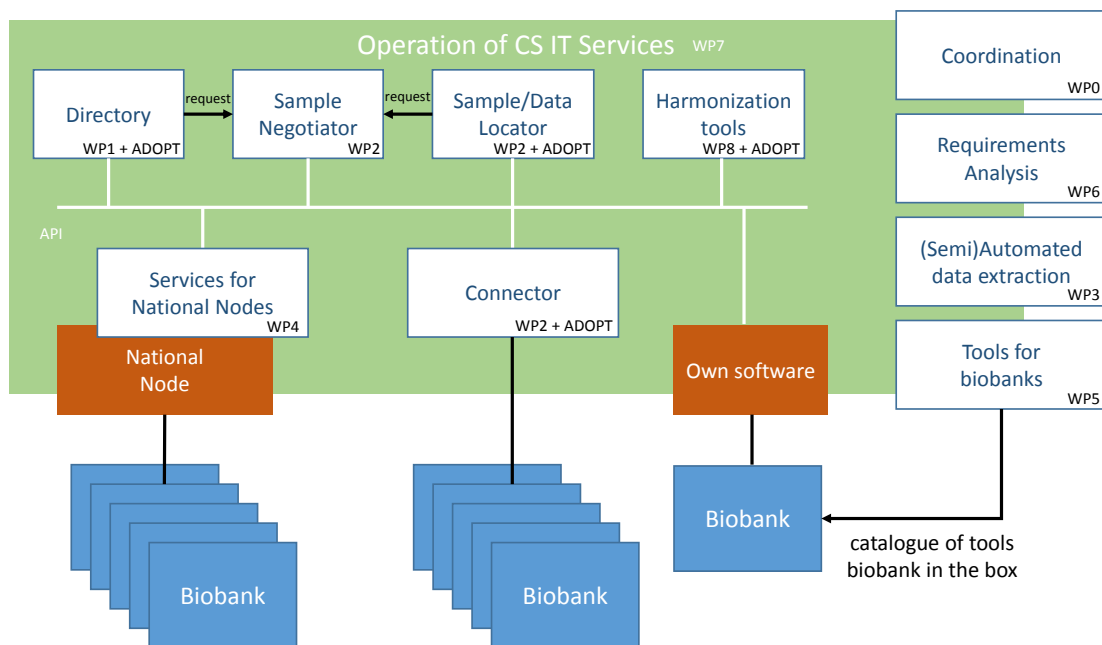 Operation of CS IT Services WP7
Coordination
WP0
Directory
WP1 + ADOPT
request
Sample
Negotiator
WP2
request
Sample/Data
Locator
WP2 + ADOPT
Harmonization
tools
WP8 + ADOPT
Requirements
Analysis
WP6
API
(Semi)Automated
data extraction
WP3
Services for
National Nodes
WP4
Connector
WP2 + ADOPT
National
Node
Own software
Tools for
biobanks
WP5
Biobank
Biobank
Biobank
catalogue of tools
biobank in the box